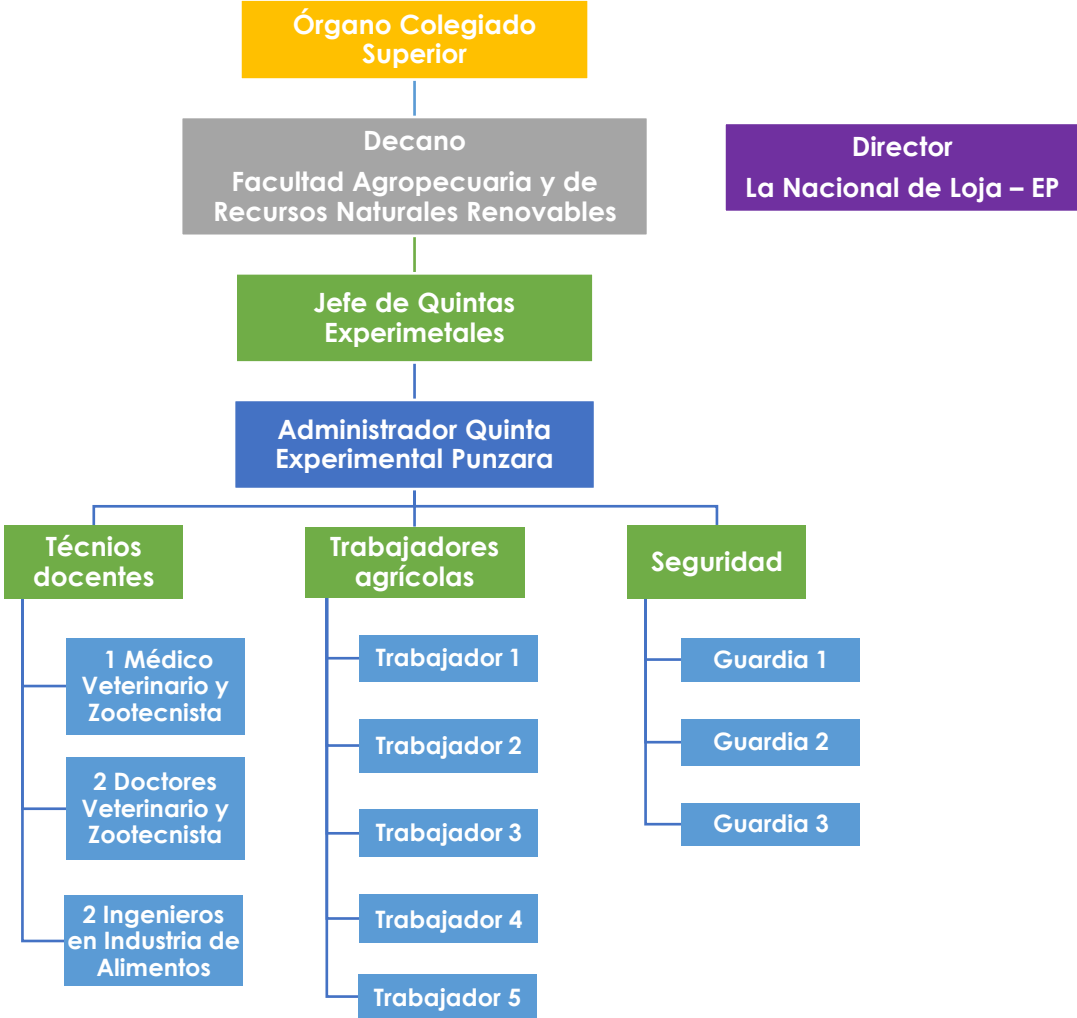 Órgano Colegiado
Superior
Decano
Facultad Agropecuaria y de
Recursos Naturales Renovables
Director
La Nacional de Loja – EP
Jefe de Quintas
Experimetales
Administrador Quinta
Experimental Punzara
Técnios
docentes
1 Médico
Veterinario y
Zootecnista
2 Doctores
Veterinario y
Zootecnista
2 Ingenieros
en Industria de
Alimentos
Trabajadores
agrícolas
Trabajador 1
Trabajador 2
Trabajador 3
Trabajador 4
Trabajador 5
Seguridad
Guardia 1
Guardia 2
Guardia 3